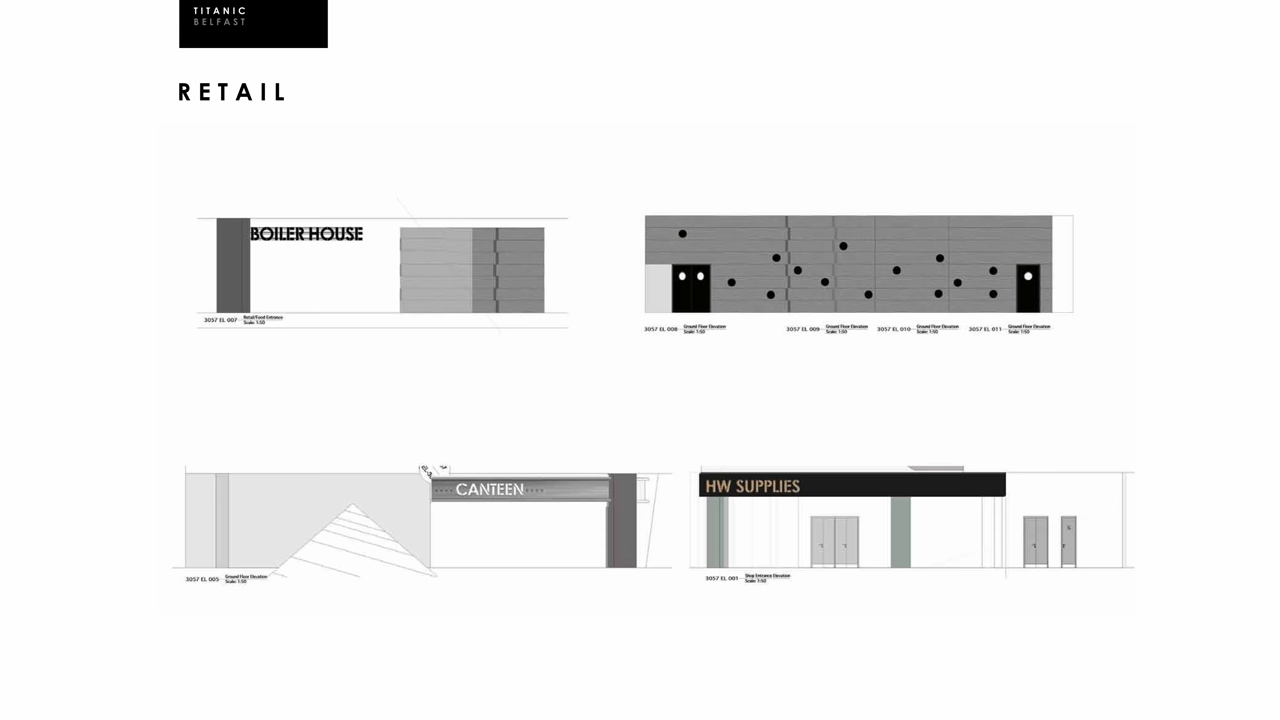 TITANIC
BELFAST
RETAIL
BOILER HOUSE
3057 EL 007
Retail/Food Entrance
Scale: 1:50
3057 EL 008
Ground Floor Elevation
Scale: 1:50
3057 EL 009
Ground Floor Elevation
Scale: 1:50
3057 EL 010
Ground Floor Elevation
Scale: 1:50
3057 EL 011
Ground Floor Elevation
Scale: 1:50
CANTEEN
3057 EL 005
Ground Floor Elevation
Scale: 1:50
HW SUPPLIES
3057 EL 001
Shop Entrance Elevation
Scale: 1:50